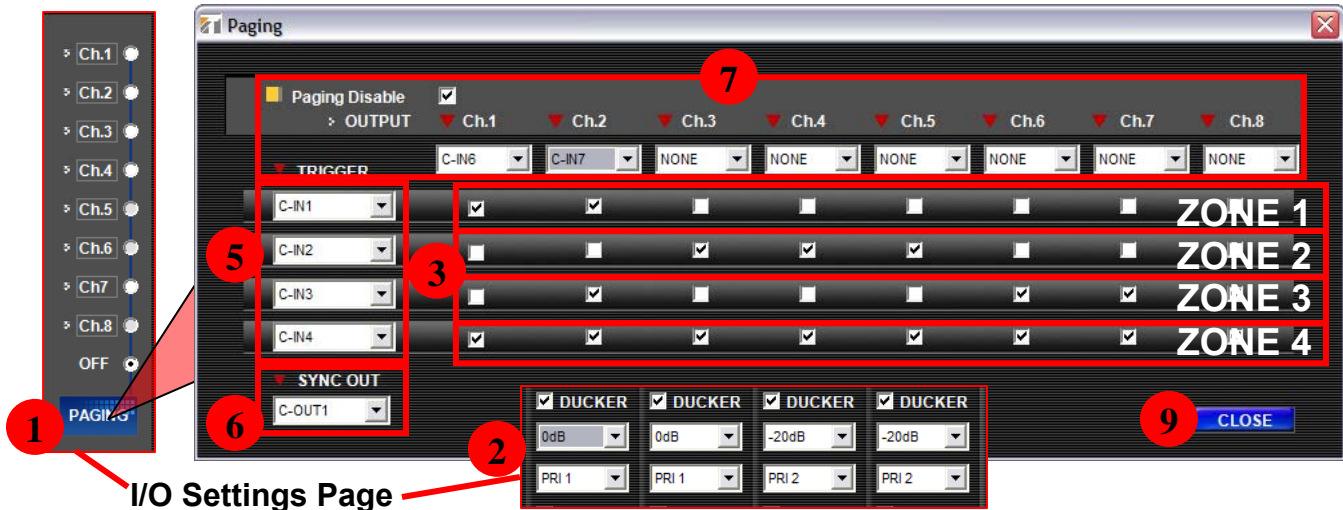 Paging
Ch.1
Ch.2
Ch.3
Ch.4
Ch.5
Ch.6
Ch7
Ch.8
OFF
PAGING
1
7
Paging Disable
OUTPUT Ch.1 Ch.2 Ch.3 Ch.4 Ch.5 Ch.6 Ch.7 Ch.8
TRIGGER C-IN6 C-IN7 NONE NONE NONE NONE NONE NONE
5
3
C-IN1 ZONE 1
C-IN2 ZONE 2
C-IN3 ZONE 3
C-IN4 ZONE 4
SYNC OUT
6
C-OUT1
2
DUCKER DUCKER DUCKER DUCKER
0dB 0dB -20dB -20dB
PRI 1 PRI 1 PRI 2 PRI 2
9
CLOSE
I/O Settings Page